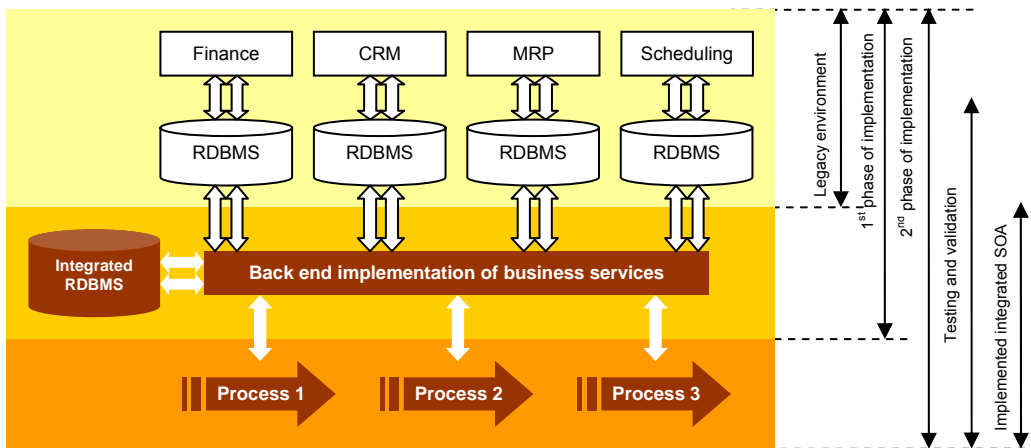 Finance
CRM
MRP
Scheduling
RDBMS
RDBMS
RDBMS
RDBMS
Integrated
RDBMS
Back end implementation of business services
Process 1
Process 2
Process 3
Legacy environment
1st phase of implementation
2nd phase of implementation
Testing and validation
Implemented integrated SOA